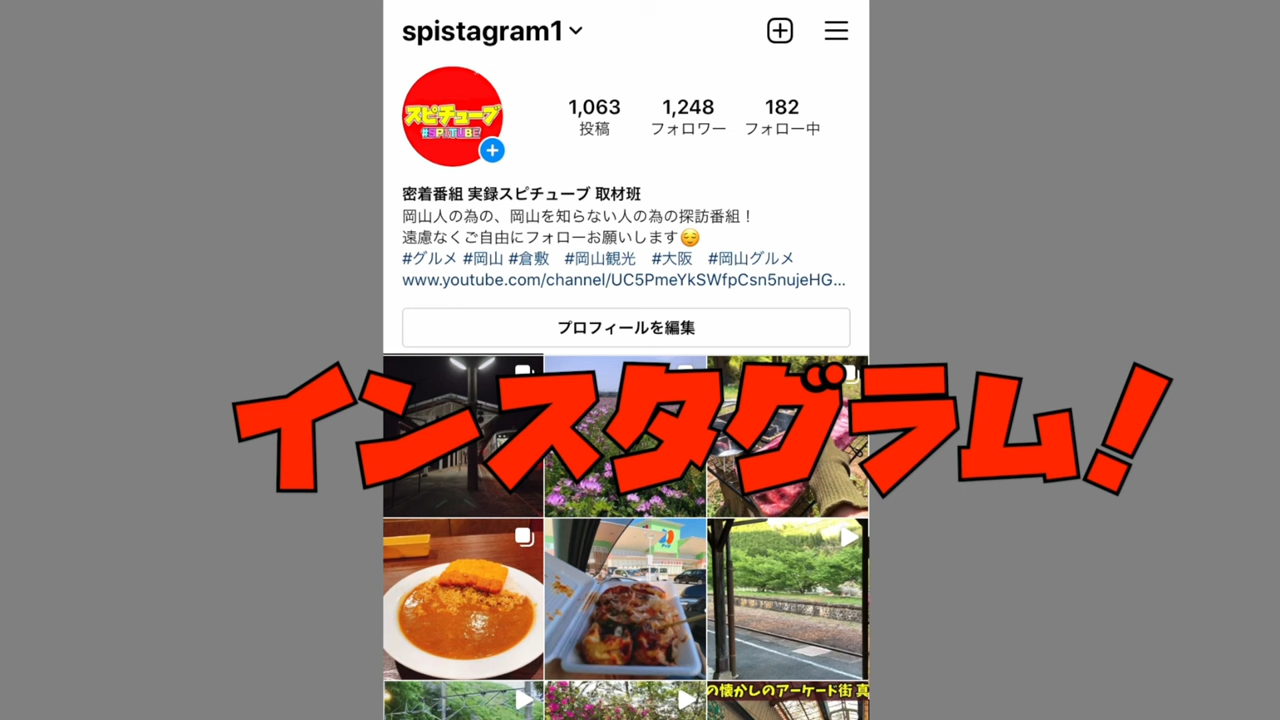 spistagram1
スピチューブ
#SPiTUBE
1,063
1,248
182
投稿
フォロワー
フォロー中
密着番組 実録スピチューブ 取材班
岡山人の為の、岡山を知らない人の為の探訪番組！
遠慮なくご自由にフォローお願いします😌
#グルメ #岡山 #倉敷　#岡山観光　#大阪　#岡山グルメ
www.youtube.com/channel/UC5PmeYkSWfpCsn5nujeHG...
プロフィールを編集
インスタグラム！
の懐かしのアーケード街 真